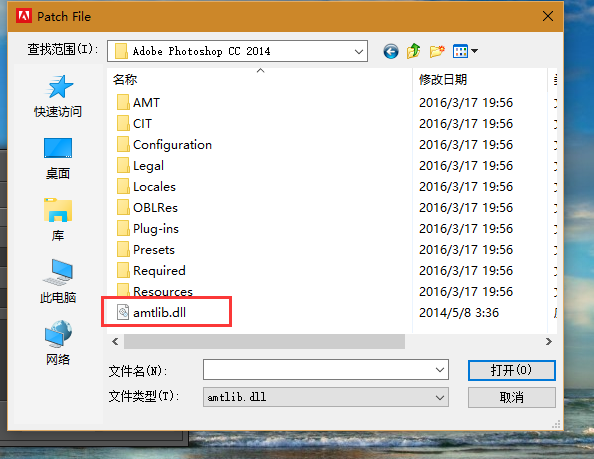 Patch File
查找范围(I):
Adobe Photoshop CC 2014
快速访问
桌面
库
此电脑
网络
名称 修改日期
AMT 2016/3/17 19:56
CIT 2016/3/17 19:56
Configuration 2016/3/17 19:56
Legal 2016/3/17 19:56
Locales 2016/3/17 19:56
OBLRes 2016/3/17 19:56
Plug-ins 2016/3/17 19:56
Presets 2016/3/17 19:56
Required 2016/3/17 19:56
Resources 2016/3/17 19:56
amtlib.dll 2014/5/8 3:36
文件名(N):
打开(O)
文件类型(T):
amtlib.dll
取消